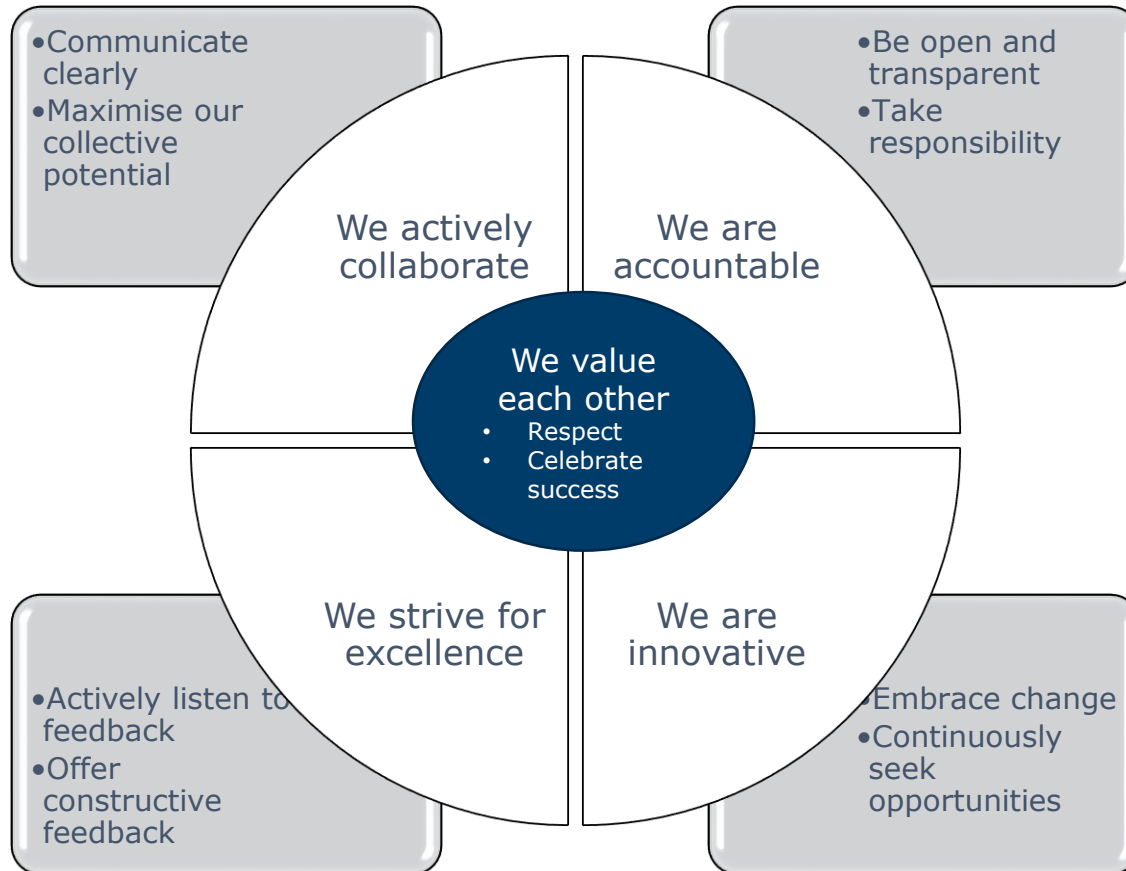 •Communicate
clearly
•Maximise our
collective
potential
•Be open and
transparent
•Take
responsibility
We actively
collaborate
We are
accountable
We value
each other
• Respect
• Celebrate
success
We strive for
excellence
We are
innovative
•Actively listen to
feedback
•Offer
constructive
feedback
•Embrace change
•Continuously
seek
opportunities